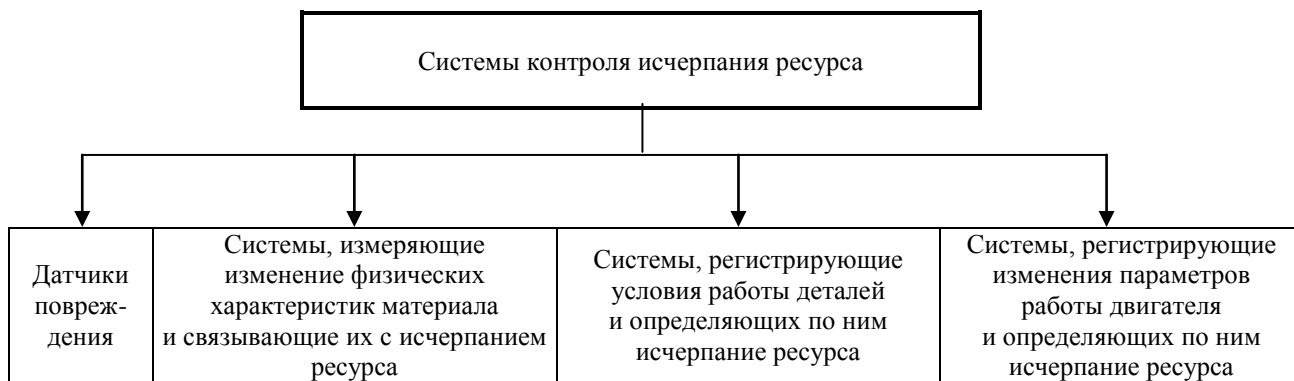 Системы контроля исчерпания ресурса
Датчики
повреж-
дения
Системы, измеряющие
изменение физических
характеристик материала
и связывающие их с исчерпанием
ресурса
Системы, регистрирующие
условия работы деталей
и определяющих по ним
исчерпание ресурса
Системы, регистрирующие
изменения параметров
работы двигателя
и определяющих по ним
исчерпание ресурса